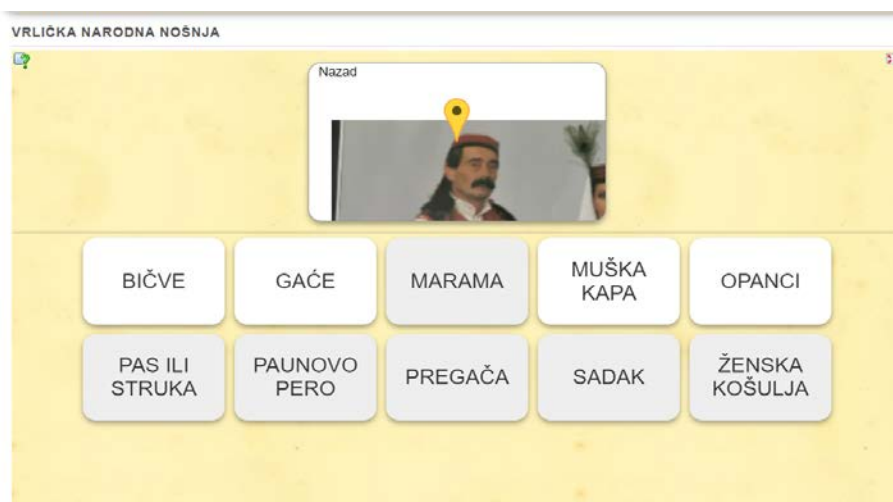 VRLIČKA NARODNA NOŠNJA
Nazad
BIČVE
GAĆE
MARAMA
MUŠKA
KAPA
OPANCI
PAS ILI
STRUKA
PAUNOVO
PERO
PREGAČA
SADAK
ŽENSKA
KOŠULJA